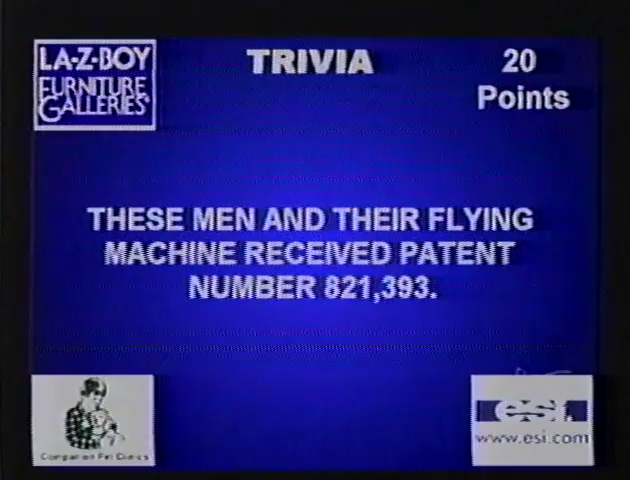 LA-Z-BOY
FURNITURE
GALLERIES®
TRIVIA
20
Points
THESE MEN AND THEIR FLYING
MACHINE RECEIVED PATENT
NUMBER 821,393.
Companion Pet Clinics
esi
www.esi.com